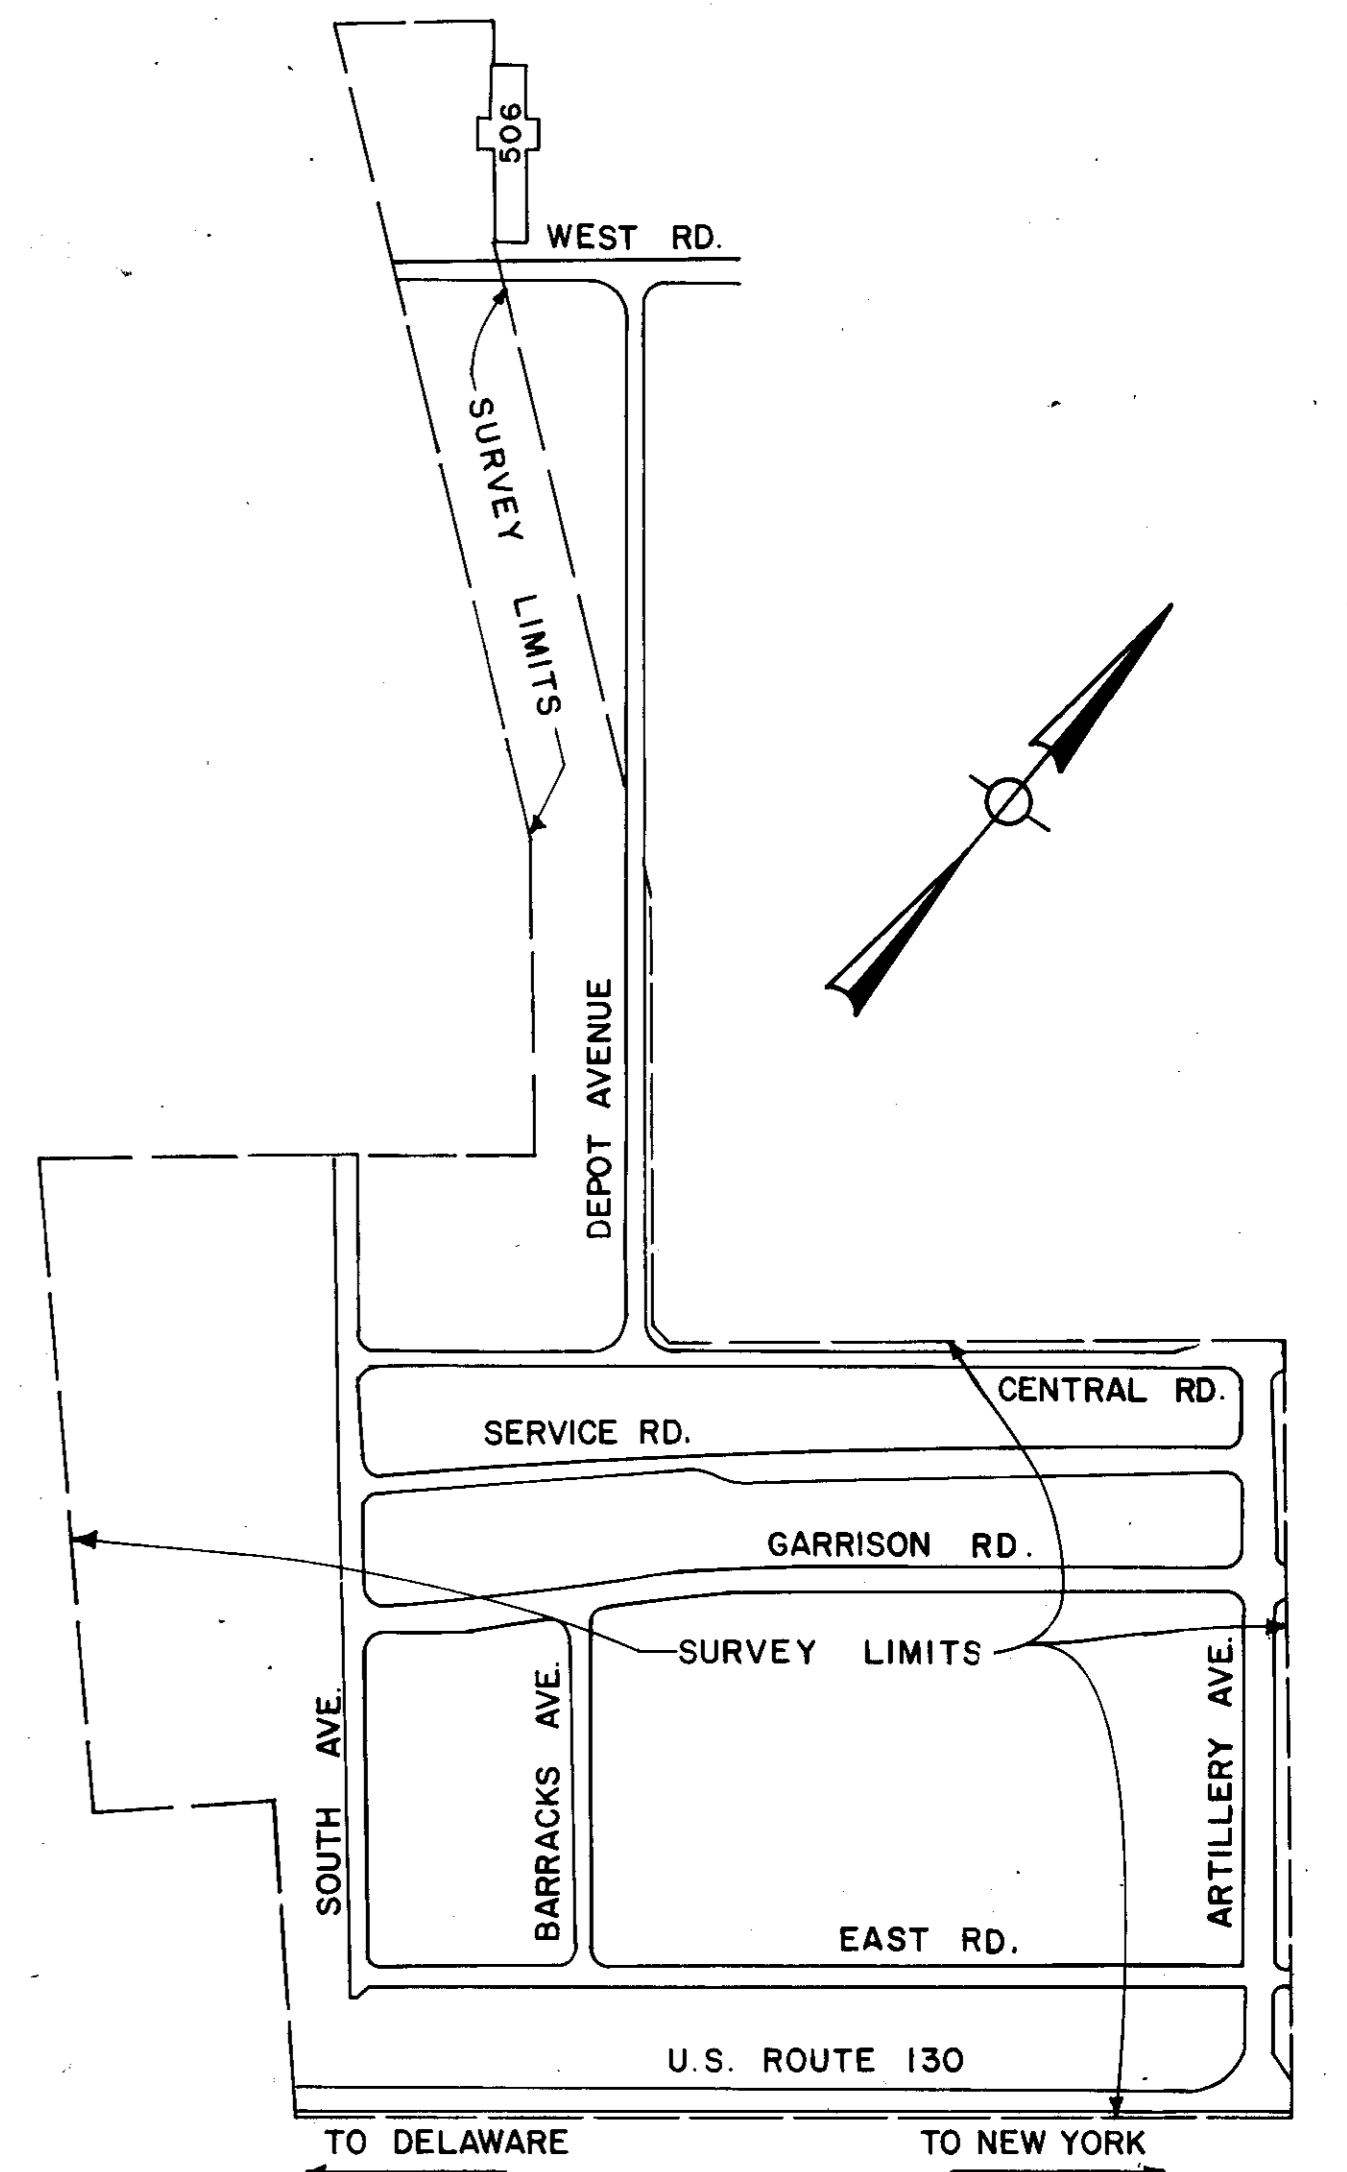 506
WEST RD.
SURVEY LIMITS
DEPOT AVENUE
CENTRAL RD.
SERVICE RD.
GARRISON RD.
SURVEY LIMITS
SOUTH AVE.
BARRACKS AVE.
ARTILLERY AVE.
EAST RD.
U.S. ROUTE 130
TO DELAWARE
TO NEW YORK